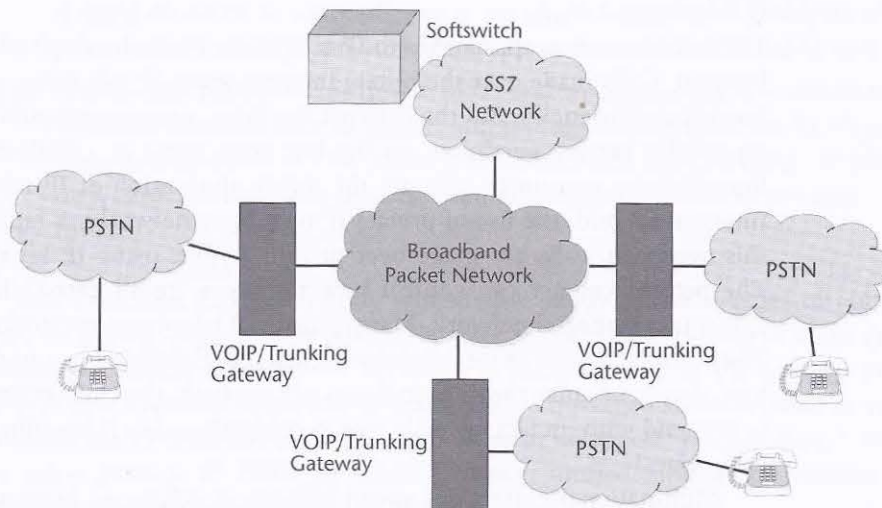 Softswitch
SS7
Network
PSTN
Broadband
Packet Network
PSTN
VOIP/Trunking
Gateway
VOIP/Trunking
Gateway
VOIP/Trunking
Gateway
PSTN